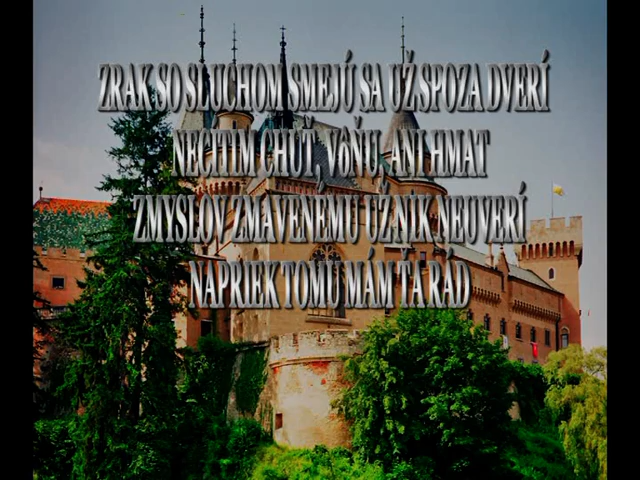 ZRAK SO SLUCHOM SMEJÚ SA UŽ SPOZA DVERÍ
NECÍTIM CHUŤ, VôŇU, ANI HMAT
ZMYSLOV ZMÁVENÉMU UŽ NIK NEUVERÍ
NAPRIEK TOMU MÁM ŤA RÁD